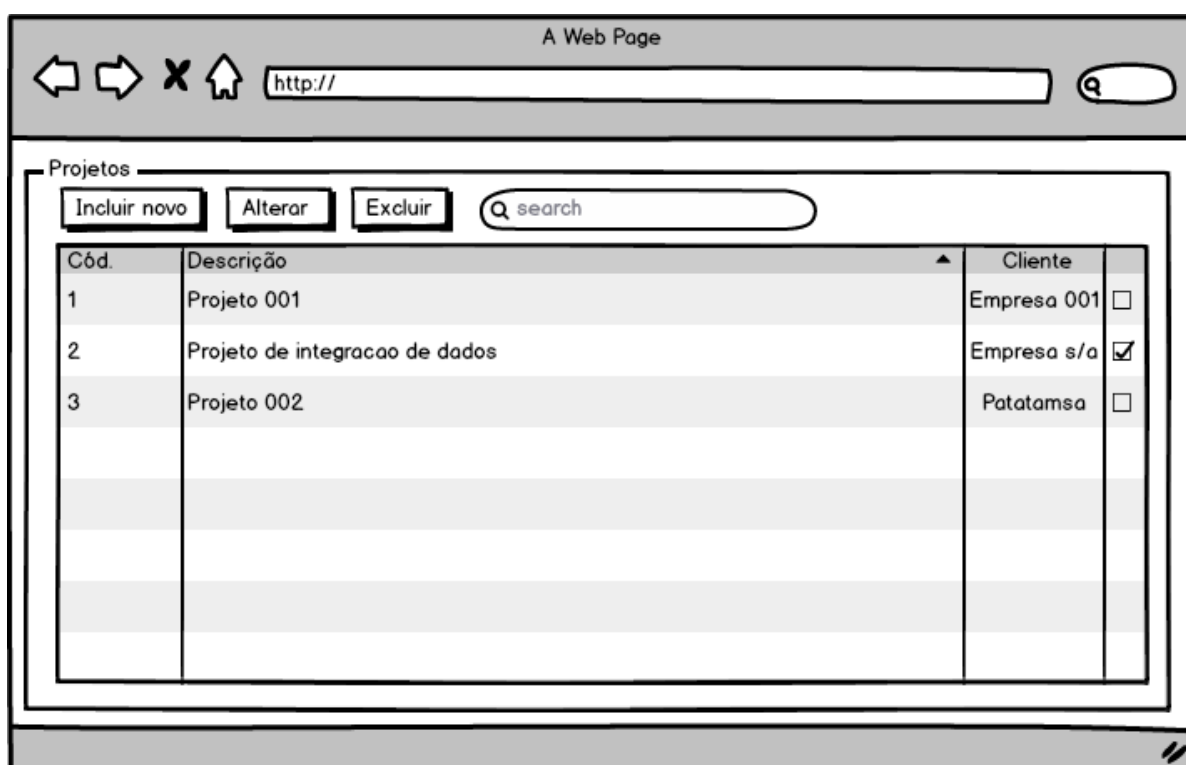 A Web Page
http://
Projetos
Incluir novo Alterar Excluir search
Cód. Descrição Cliente
1 Projeto 001 Empresa 001
2 Projeto de integracao de dados Empresa s/a
3 Projeto 002 Patatamsa